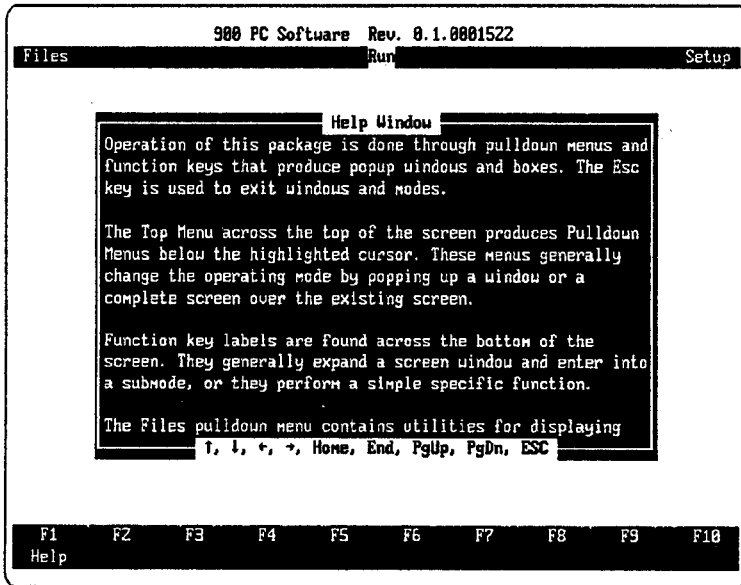 900 PC Software Rev. 0.1.0001522
Files Run Setup
Help Window
Operation of this package is done through pulldown menus and
function keys that produce popup windows and boxes. The Esc
key is used to exit windows and modes.
The Top Menu across the top of the screen produces Pulldown
Menus below the highlighted cursor. These menus generally
change the operating mode by popping up a window or a
complete screen over the existing screen.
Function key labels are found across the bottom of the
screen. They generally expand a screen window and enter into
a submode, or they perform a simple specific function.
The Files pulldown menu contains utilities for displaying
↑, ↓, ←, →, Home, End, PgUp, PgDn, ESC
F1 F2 F3 F4 F5 F6 F7 F8 F9 F10
Help